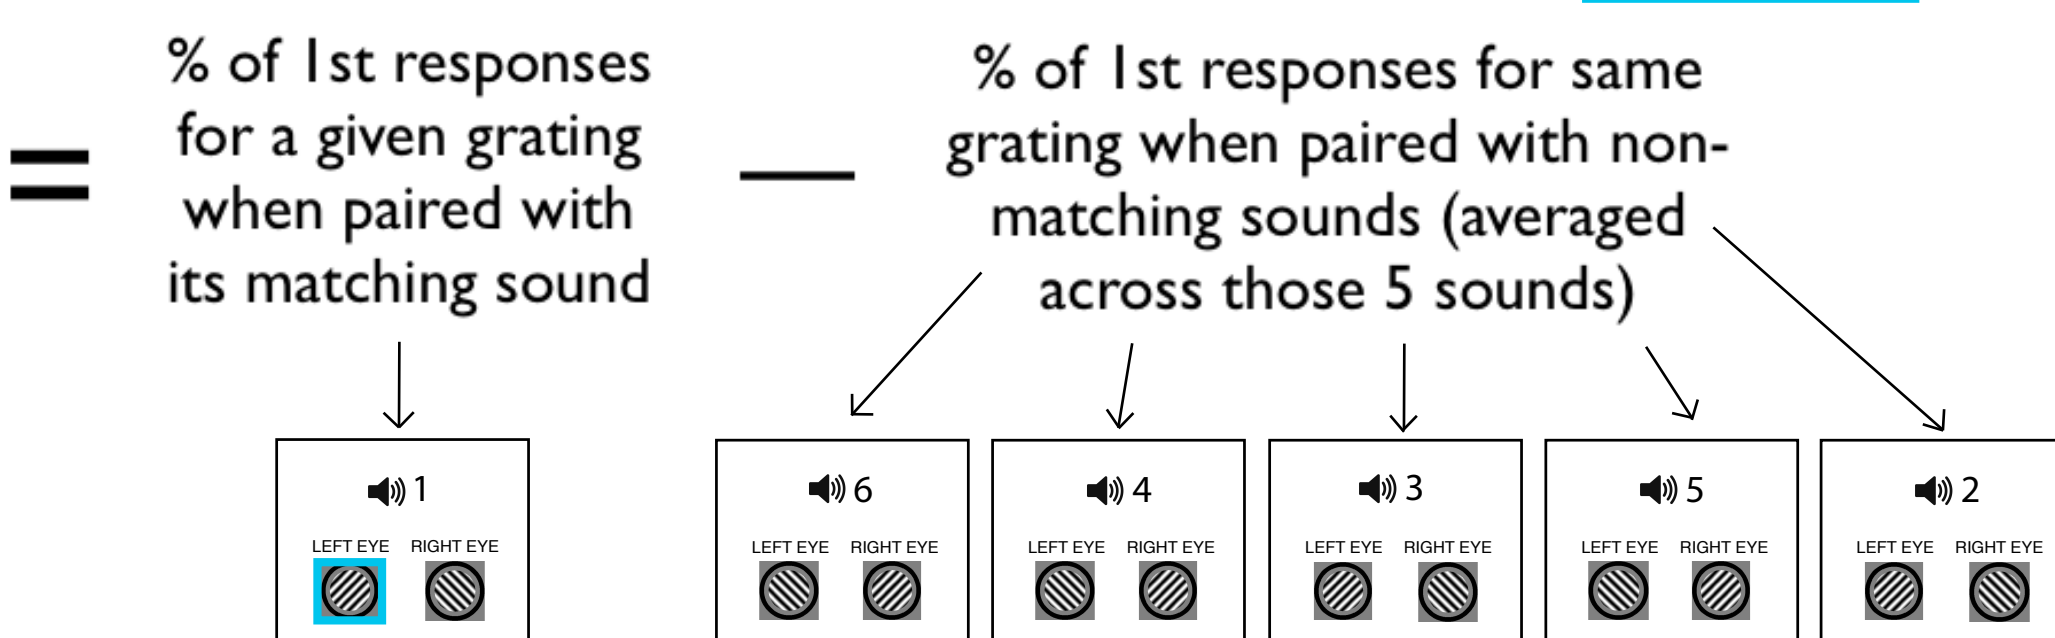 % of 1st responses
for a given grating
when paired with
its matching sound
=
—
% of 1st responses for same
grating when paired with non-
matching sounds (averaged
across those 5 sounds)
1
LEFT EYE RIGHT EYE
6
LEFT EYE RIGHT EYE
4
LEFT EYE RIGHT EYE
3
LEFT EYE RIGHT EYE
5
LEFT EYE RIGHT EYE
2
LEFT EYE RIGHT EYE